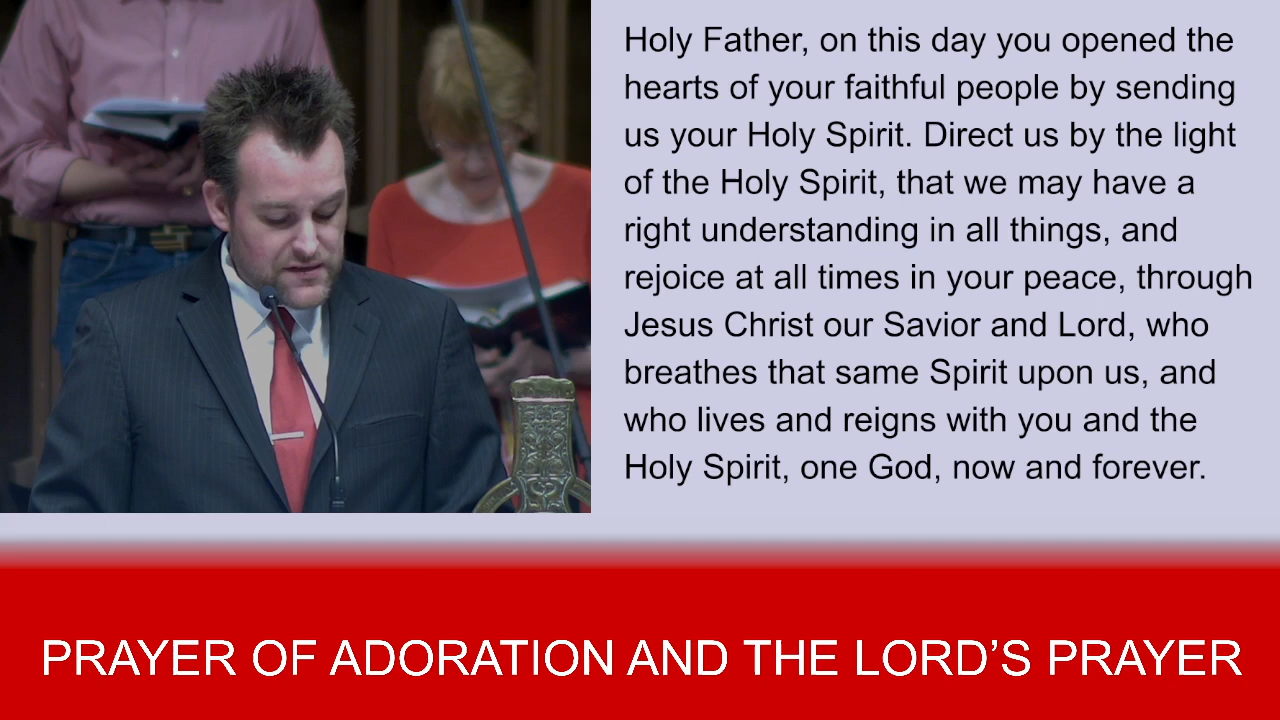 Holy Father, on this day you opened the
hearts of your faithful people by sending
us your Holy Spirit. Direct us by the light
of the Holy Spirit, that we may have a
right understanding in all things, and
rejoice at all times in your peace, through
Jesus Christ our Savior and Lord, who
breathes that same Spirit upon us, and
who lives and reigns with you and the
Holy Spirit, one God, now and forever.
PRAYER OF ADORATION AND THE LORD’S PRAYER